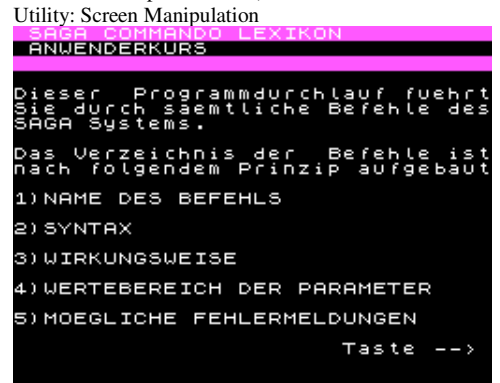 Utility: Screen Manipulation
SAGA COMMANDO LEXIKON
ANWENDERKURS
Dieser Programmdurchlauf fuehrt
Sie durch saemtliche Befehle des
SAGA Systems.
Das Verzeichnis der Befehle ist
nach folgendem Prinzip aufgebaut
1)NAME DES BEFEHLS
2)SYNTAX
3)WIRKUNGSWEISE
4)WERTEBEREICH DER PARAMETER
5)MOEGLICHE FEHLERMELDUNGEN
Taste -->